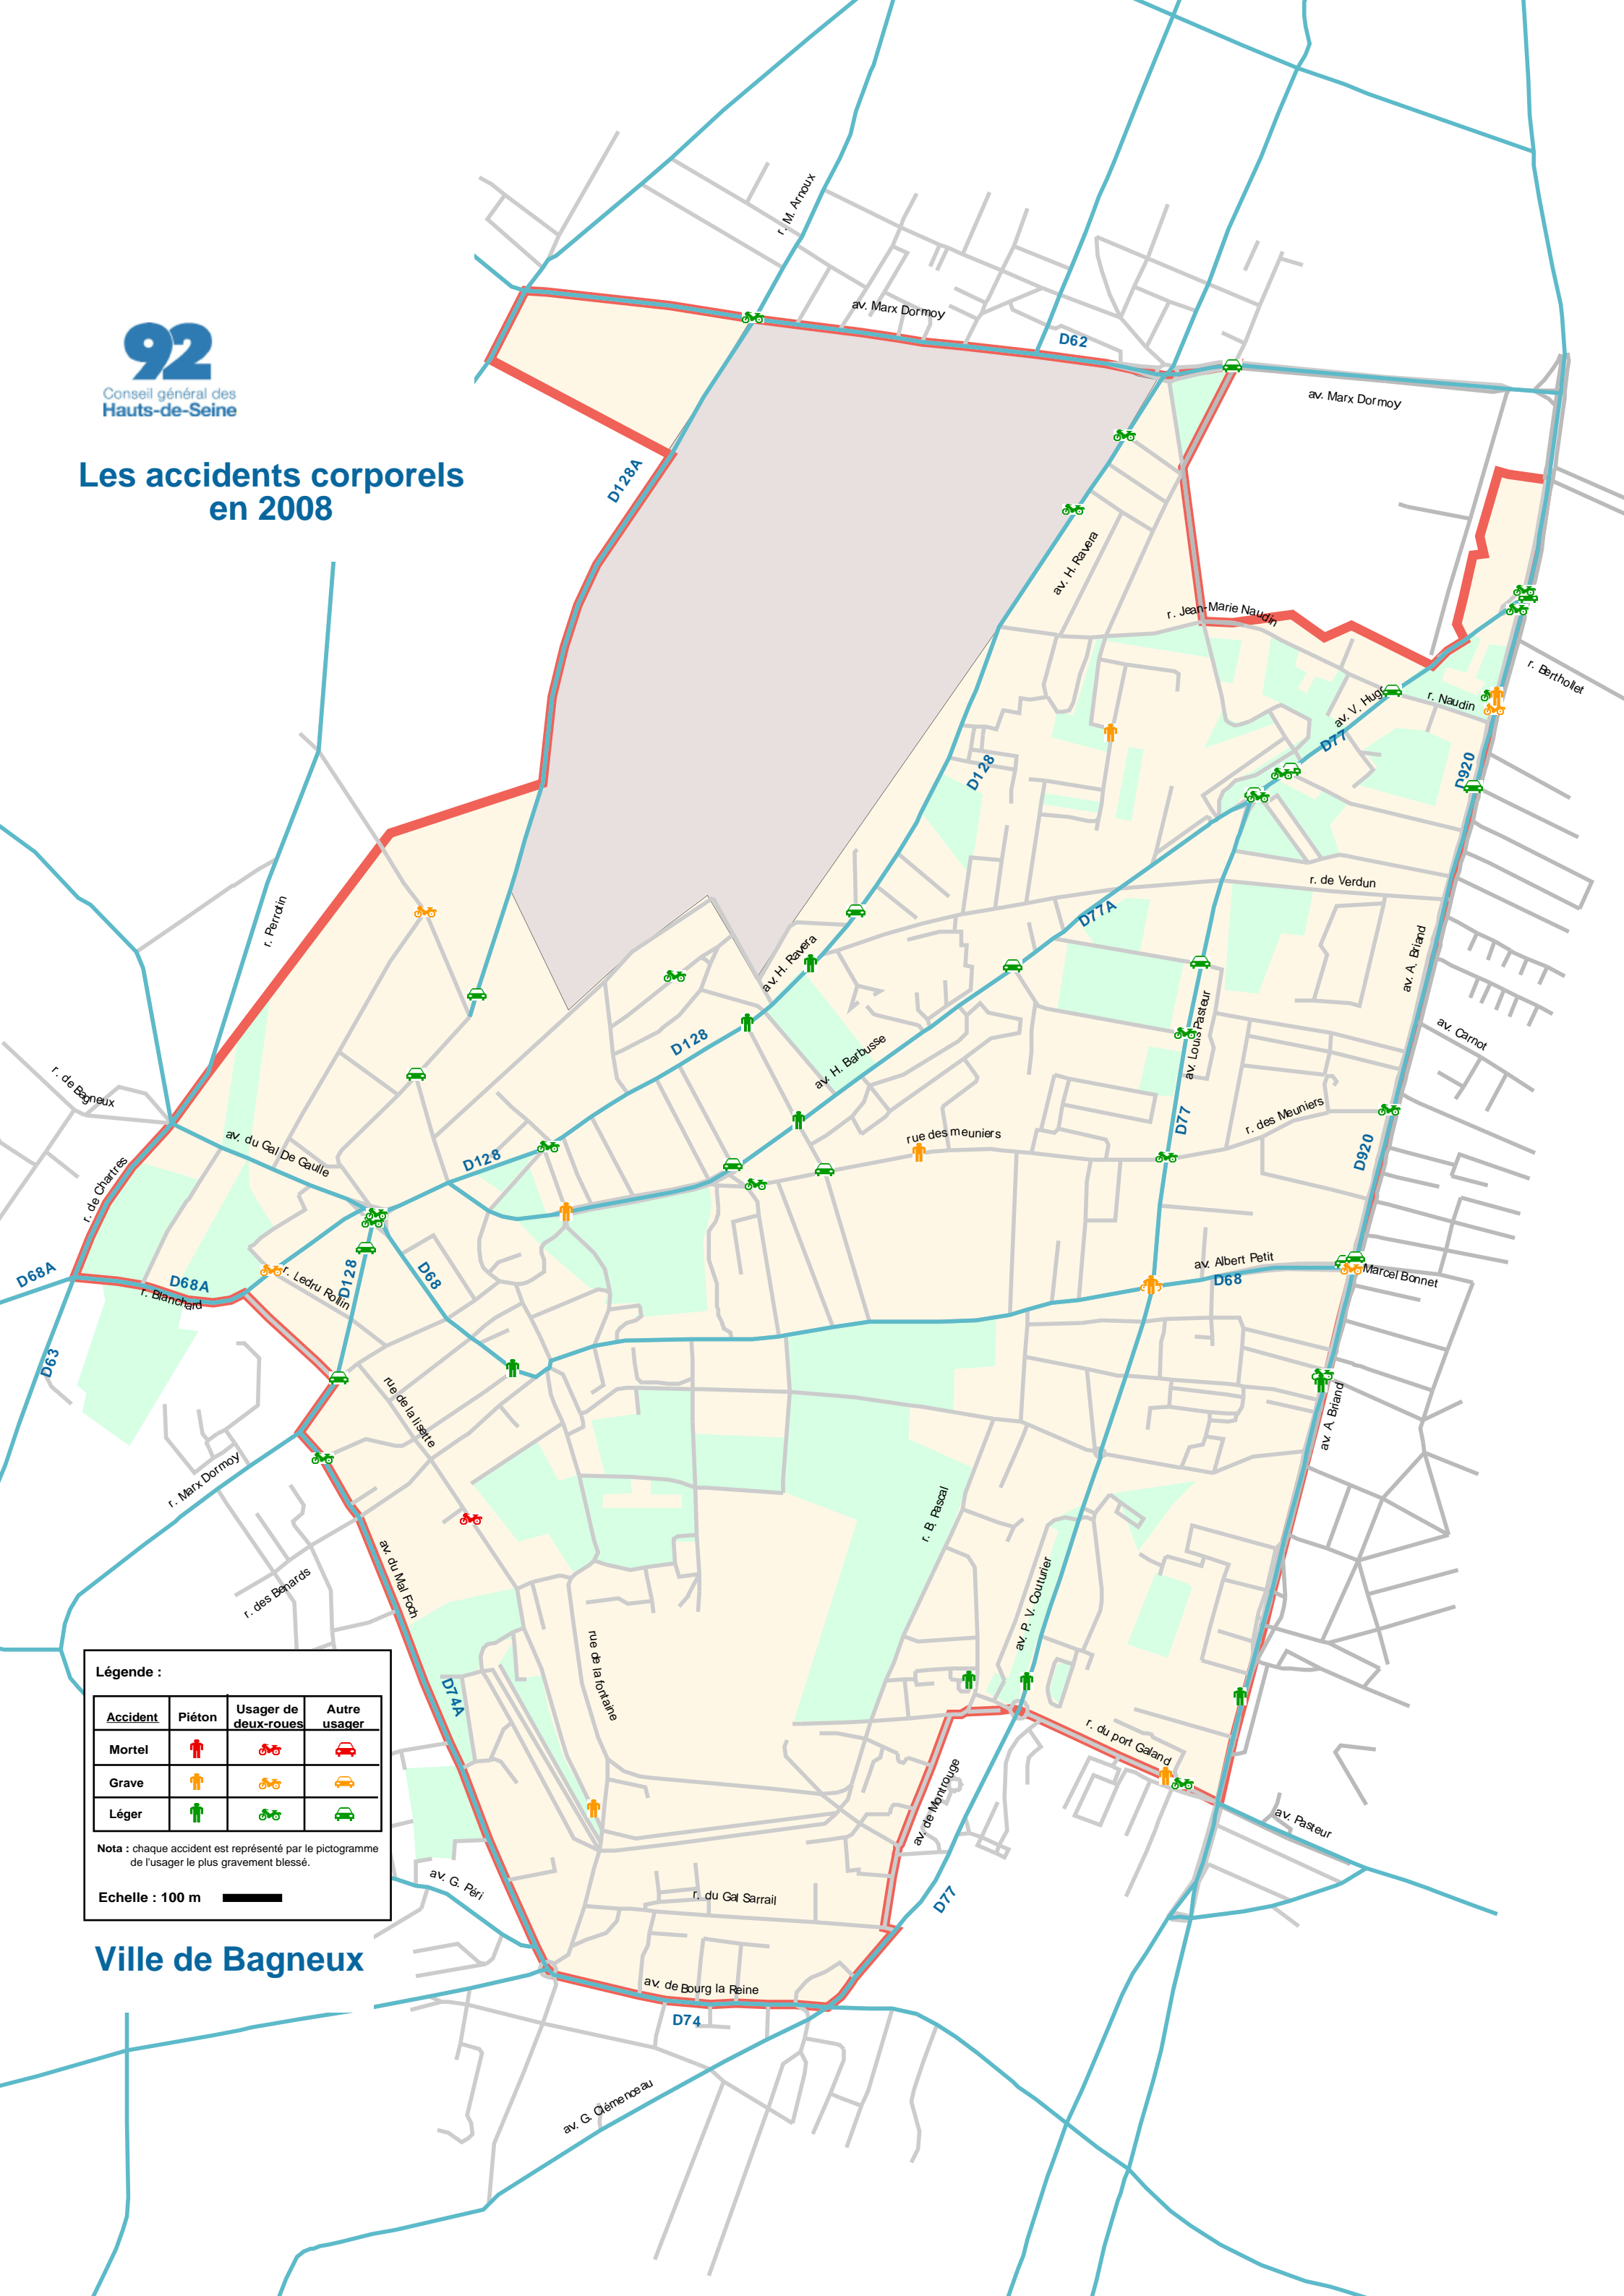 r. M. Arnoux
av. Marx Dormoy
D62
92
Conseil général des
Hauts-de-Seine
av. Marx Dormoy
Les accidents corporels
en 2008
D128A
av. H. Ravera
r. Jean-Marie Naudin
r. Berthollet
r. Naudin
av. V. Hugo
D77
D920
D128
r. de Verdun
D77A
r. Perrotin
av. H. Ravera
av. A. Briand
D128
av. Louis Pasteur
av. Carnot
av. H. Barbusse
r. de Bagneux
av. du Gal De Gaulle
D128
rue des meuniers
D77
r. des Meuniers
D920
r. de Chartres
D68A
D68A
r. Blanchard
r. Ledru Rollin
D128
D68
av. Albert Petit
D68
Marcel Bonnet
D63
rue de la lisette
av. A. Briand
r. Marx Dormoy
r. B. Pascal
av. du Mal Foch
r. des Benards
av. P. V. Couturier
rue de la fontaine
D74A
r. du port Galand
av. de Montrouge
av. Pasteur
Légende :
Accident Piéton Usager de deux-roues Autre usager
Mortel
Grave
Léger
Nota : chaque accident est représenté par le pictogramme
de l'usager le plus gravement blessé.
Echelle : 100 m
av. G. Péri
r. du Gal Sarrail
D77
Ville de Bagneux
av. de Bourg la Reine
D74
av. G. Clémenceau